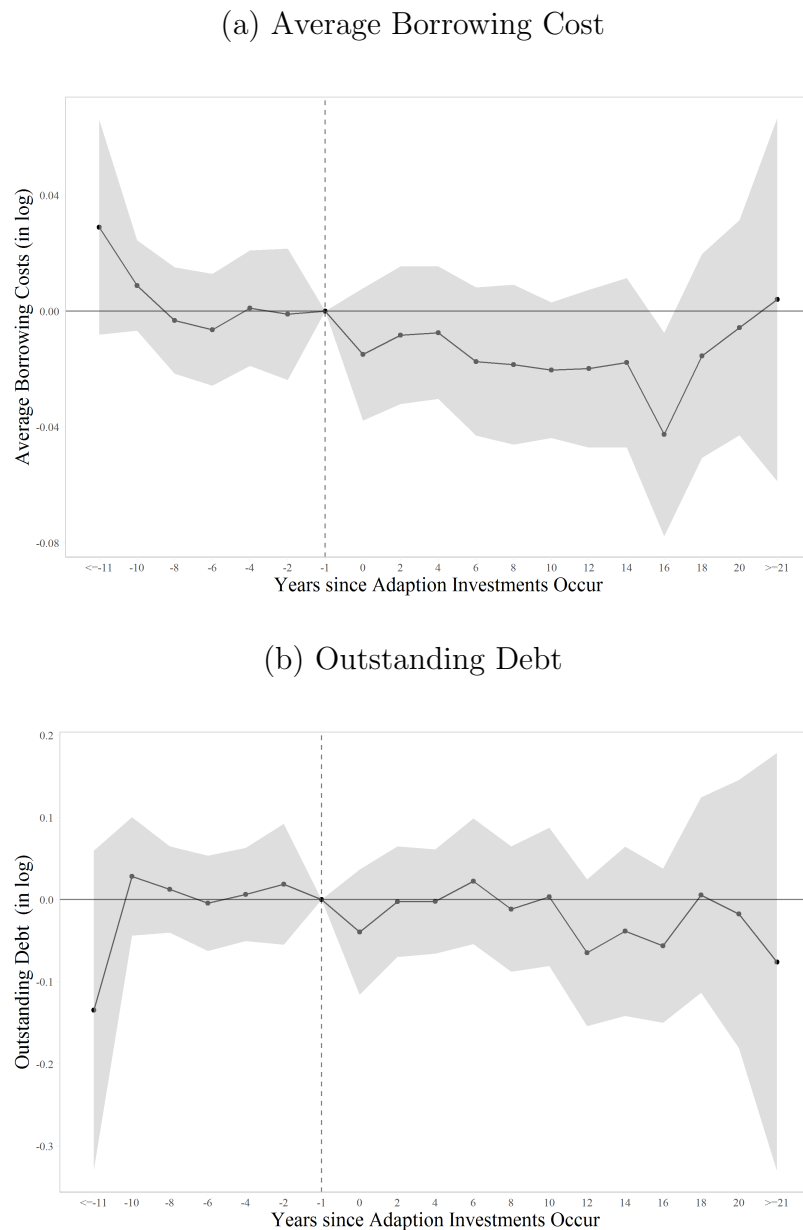 (a) Average Borrowing Cost
Average Borrowing Costs (in log)
0.04
0.00
-0.04
-0.08
<=-11 -10 -8 -6 -4 -2 -1 0 2 4 6 8 10 12 14 16 18 20 >=21
Years since Adaption Investments Occur
(b) Outstanding Debt
Outstanding Debt (in log)
0.2
0.1
0.0
-0.1
-0.2
-0.3
<=-11 -10 -8 -6 -4 -2 -1 0 2 4 6 8 10 12 14 16 18 20 >=21
Years since Adaption Investments Occur